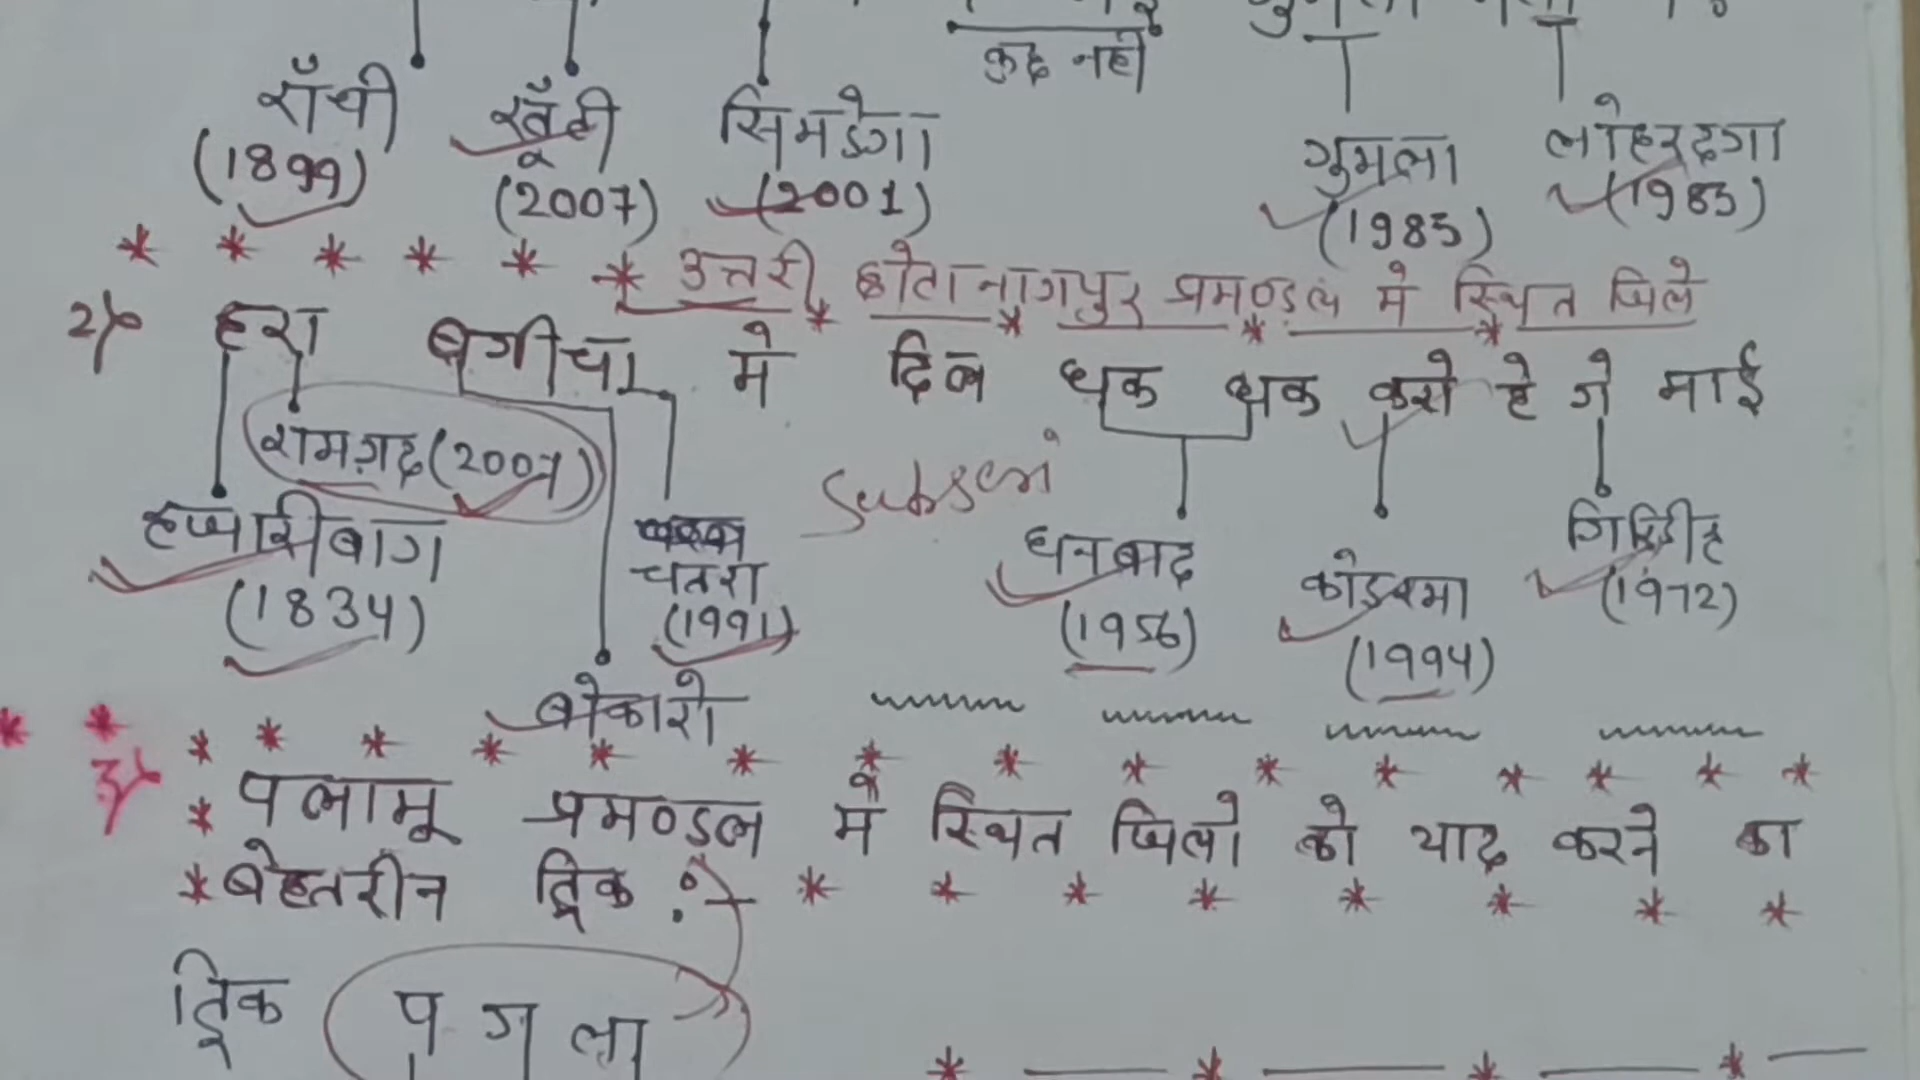 कुछ नही
राँची खूँटी सिमडेगा गुमला लोहरदगा
(1899) (2007) (2001) (1983) (1983)
* उत्तरी छोटानागपुर प्रमण्डल मे स्थित जिले
2) हरा बगीचा मे दिल धक धक करो हे गे माई
रामगढ़ (2007)
हजारीबाग चतरा धनबाद कोडरमा गिरिडीह
(1834) (1991) (1956) (1994) (1972)
बोकारो
3) पलामू प्रमण्डल में स्थित जिलो को याद करने का
बेहतरीन ट्रिक :-
ट्रिक प ग ला